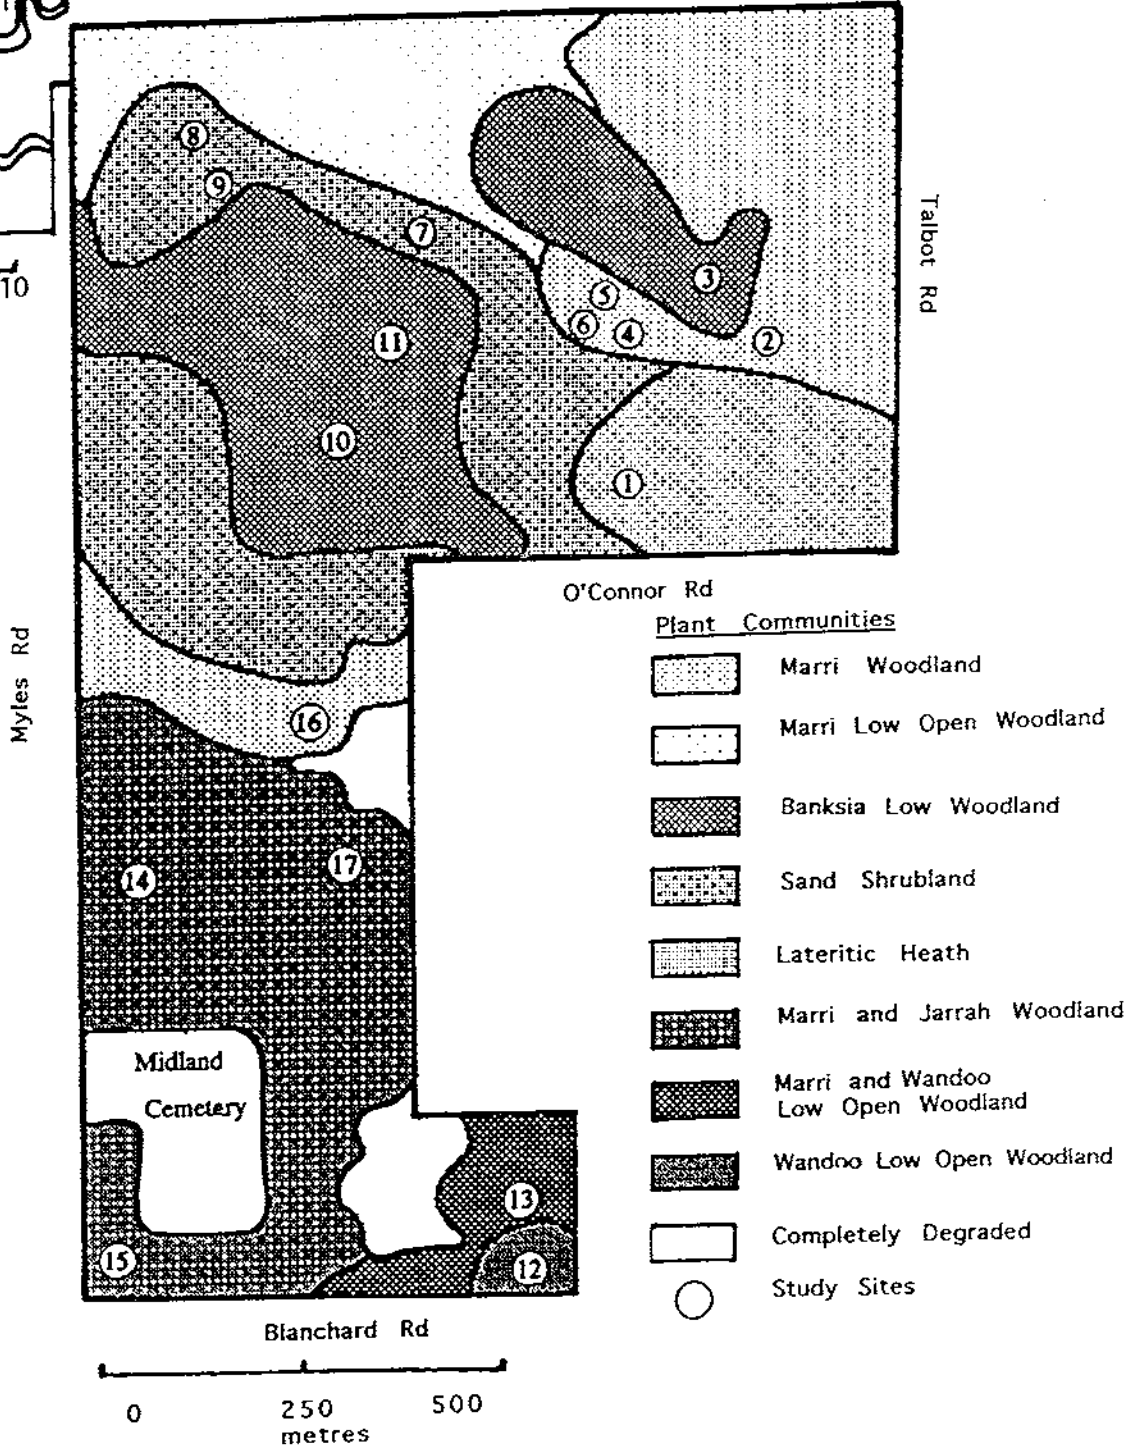 8
9
7
10
3
5
6
4
2
11
10
1
Talbot Rd
O'Connor Rd
Plant Communities
Marri Woodland
Marri Low Open Woodland
Banksia Low Woodland
Sand Shrubland
Lateritic Heath
Marri and Jarrah Woodland
Marri and Wandoo
Low Open Woodland
Wandoo Low Open Woodland
Completely Degraded
Study Sites
Myles Rd
16
14
17
Midland
Cemetery
13
15
12
Blanchard Rd
0 250 500
metres